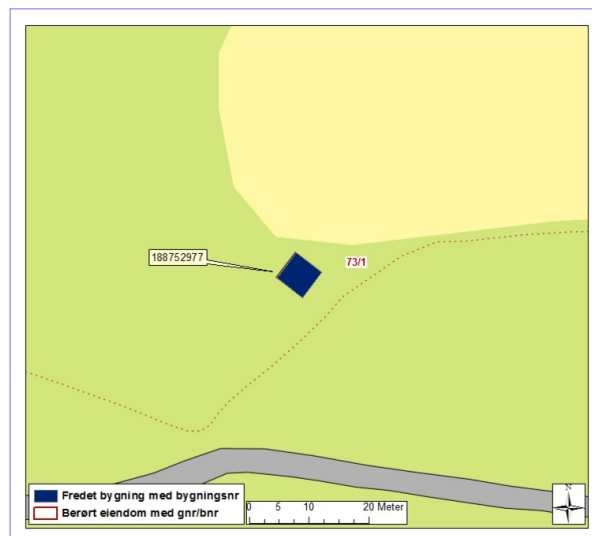 188752977
73/1
Fredet bygning med bygningsnr
Berørt eiendom med gnr/bnr
0 5 10 20 Meter
N